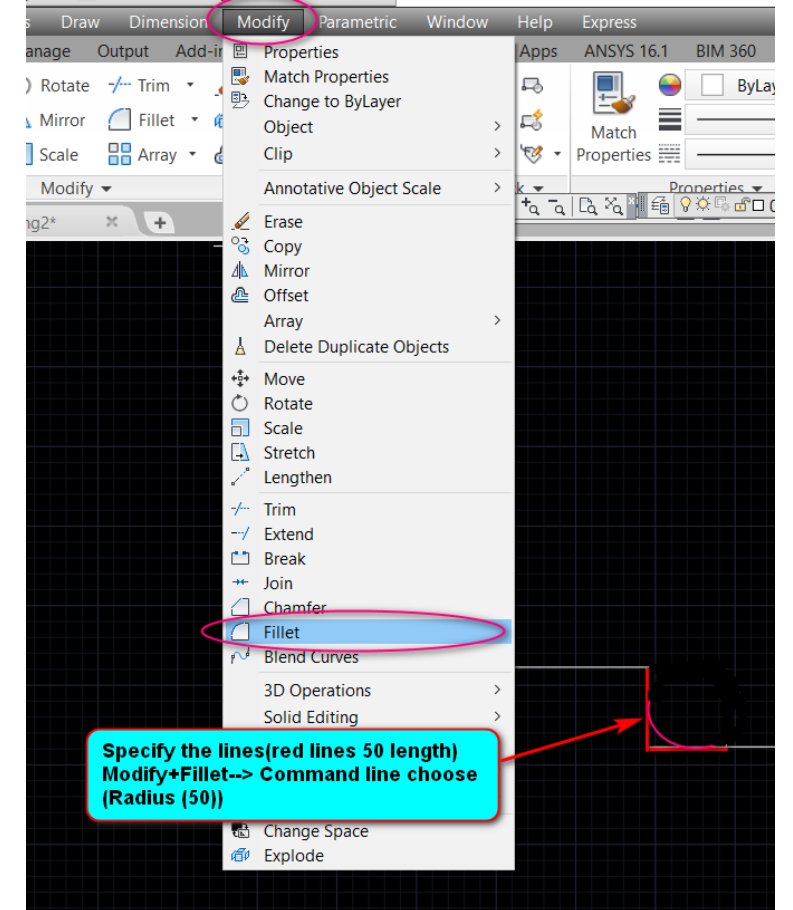 s Draw Dimension Modify Parametric Window Help Express
anage Output Add-in Apps ANSYS 16.1 BIM 360
Rotate Trim
Mirror Fillet
Scale Array
Modify
Match
Properties
ByLay
k
Properties
ng2*
Properties
Match Properties
Change to ByLayer
Object
Clip
Annotative Object Scale
Erase
Copy
Mirror
Offset
Array
Delete Duplicate Objects
Move
Rotate
Scale
Stretch
Lengthen
Trim
Extend
Break
Join
Chamfer
Fillet
Blend Curves
3D Operations
Solid Editing
Specify the lines(red lines 50 length)
Modify+Fillet--> Command line choose
(Radius (50))
Change Space
Explode